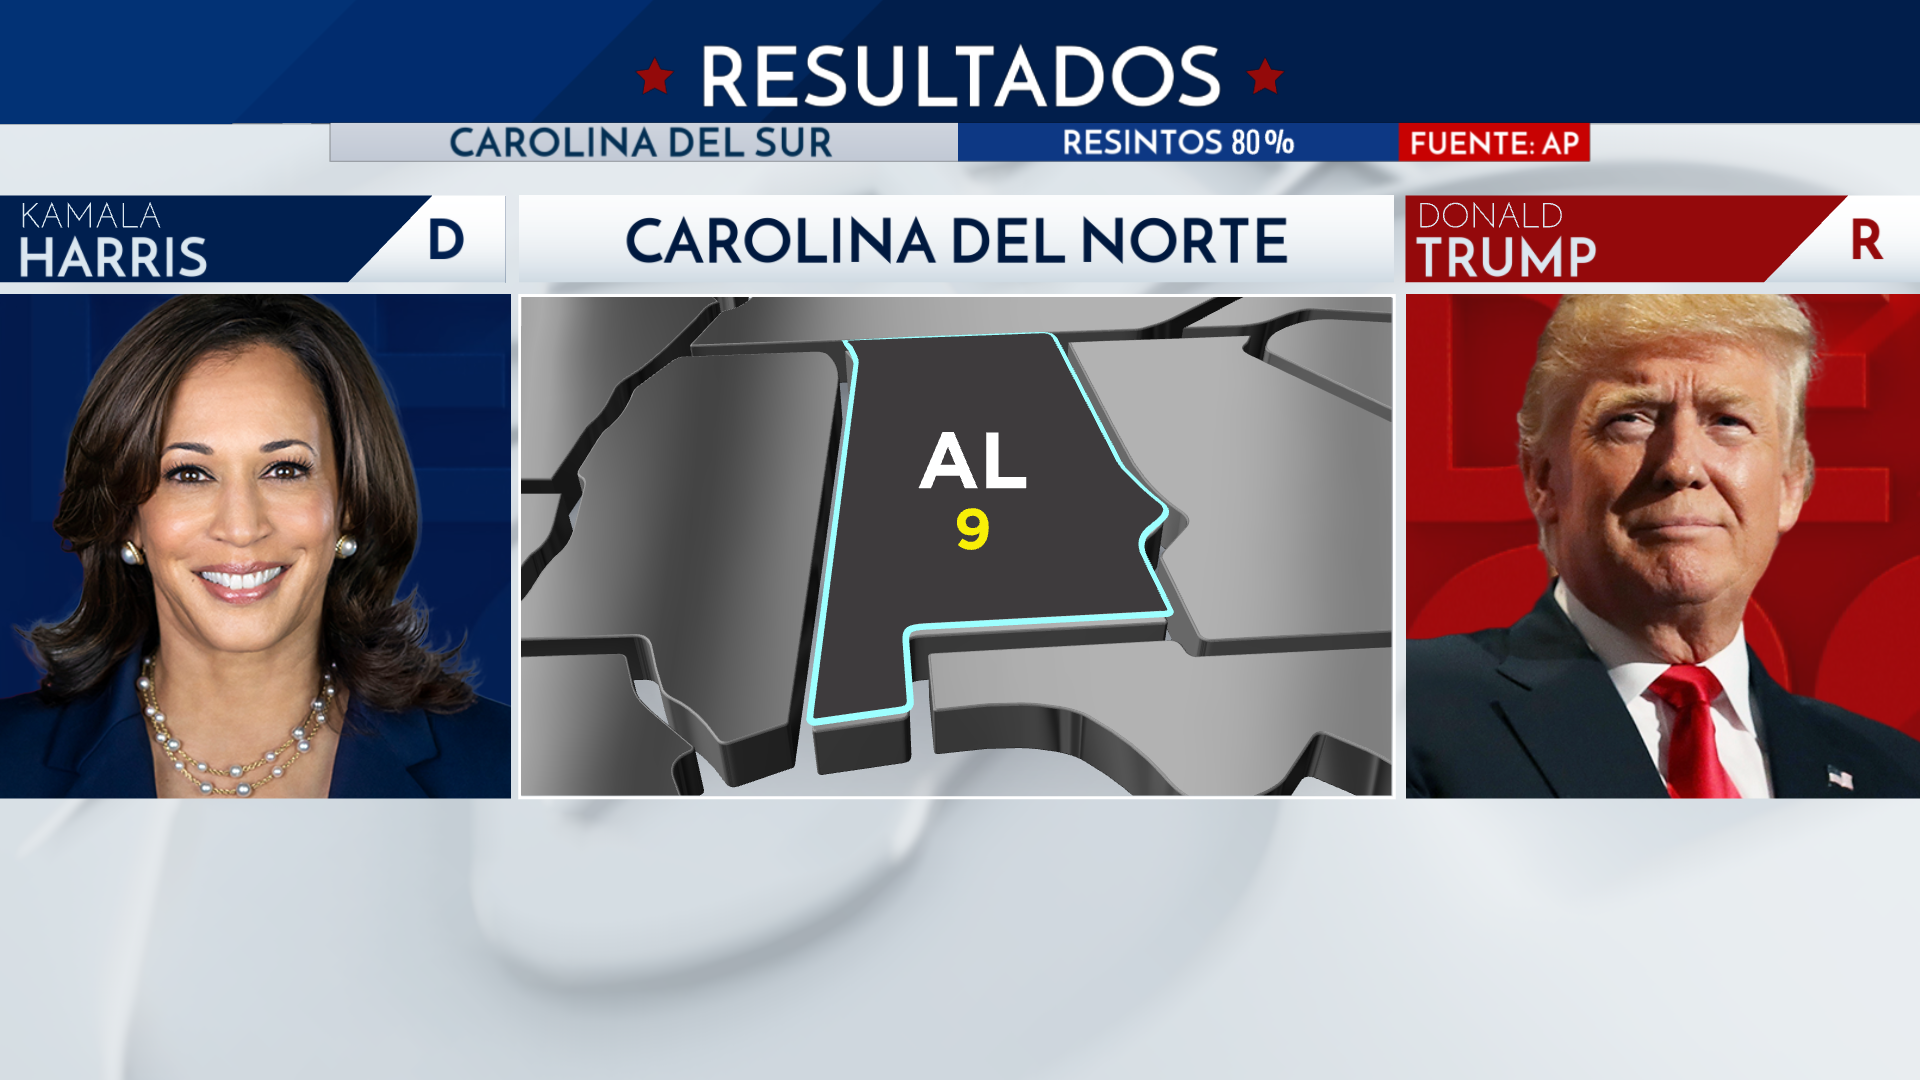 RESULTADOS
CAROLINA DEL SUR
RESINTOS 80%
FUENTE: AP
KAMALA
HARRIS
D
CAROLINA DEL NORTE
DONALD
TRUMP
R
AL
9